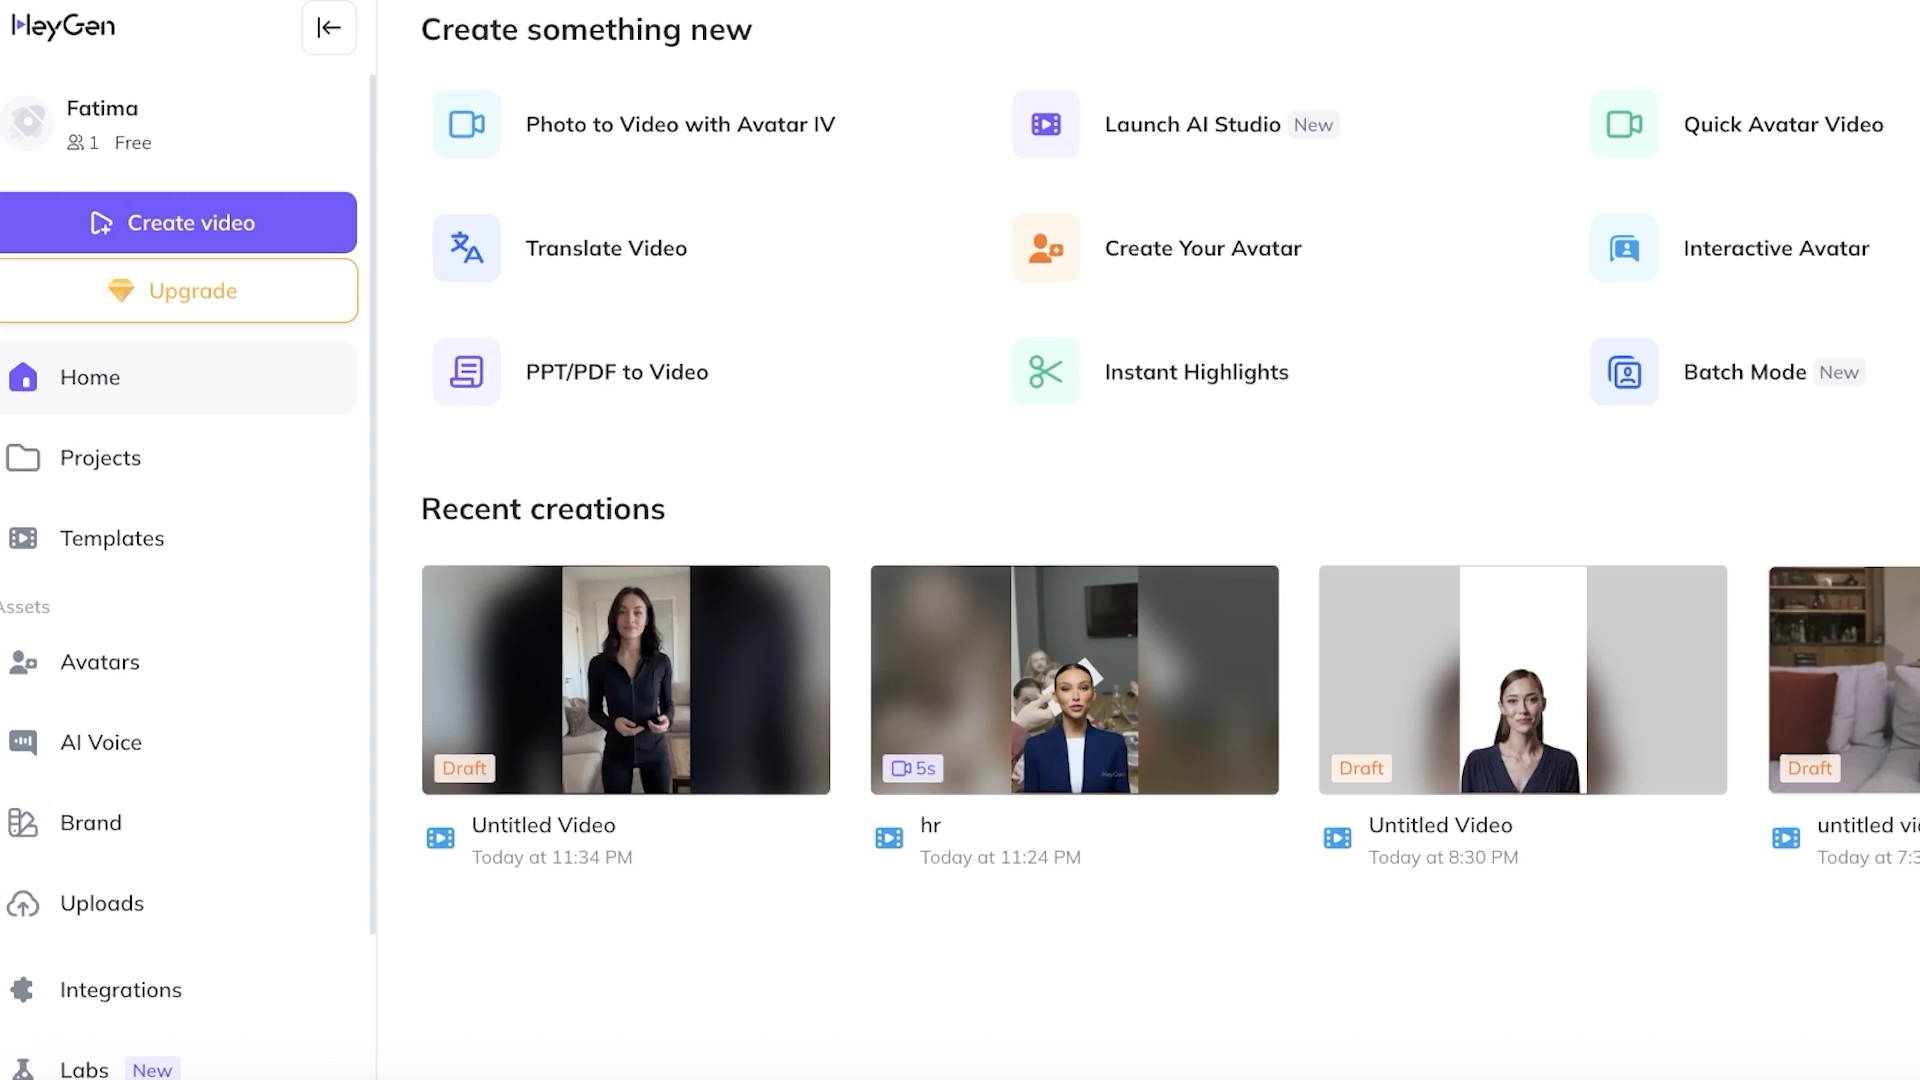 HeyGen
Fatima
1 Free
Create video
Upgrade
Home
Projects
Templates
Assets
Avatars
AI Voice
Brand
Uploads
Integrations
Labs New
Create something new
Photo to Video with Avatar IV
Launch AI Studio New
Quick Avatar Video
Translate Video
Create Your Avatar
Interactive Avatar
PPT/PDF to Video
Instant Highlights
Batch Mode New
Recent creations
Draft
5s
HeyGen
Draft
Draft
Untitled Video
Today at 11:34 PM
hr
Today at 11:24 PM
Untitled Video
Today at 8:30 PM
untitled
Today at 7:3